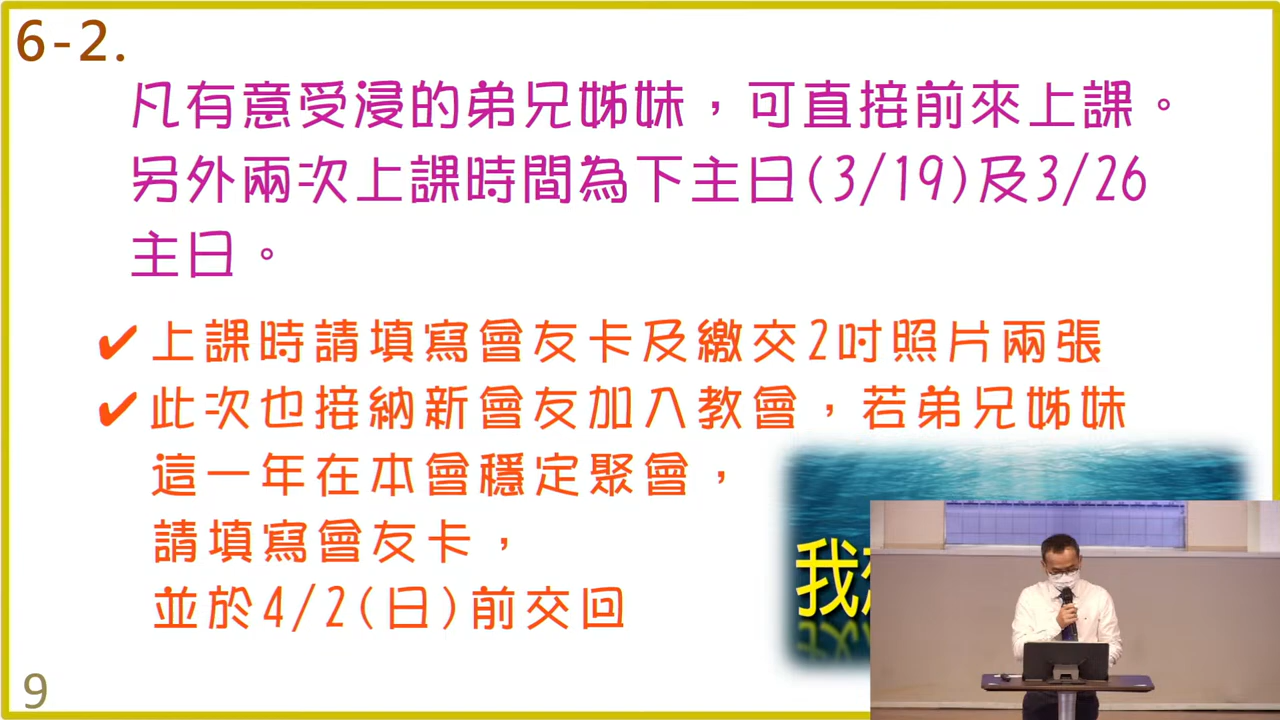 6-2.
凡有意受浸的弟兄姊妹，可直接前來上課。
另外兩次上課時間為下主日(3/19)及3/26
主日。
✔上課時請填寫會友卡及繳交2吋照片兩張
✔此次也接納新會友加入教會，若弟兄姊妹
這一年在本會穩定聚會，
請填寫會友卡，
並於4/2(日)前交回
我
9